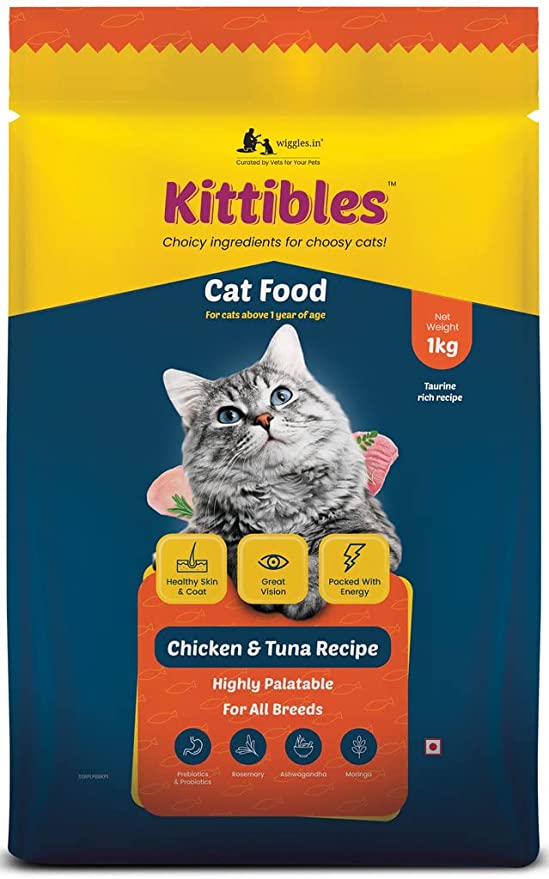 wiggles.in®
Curated by Vets for Your Pets
Kittibles™
Choicy ingredients for choosy cats!
Cat Food
For cats above 1 year of age
Net
Weight
1kg
Taurine
rich recipe
Healthy Skin
& Coat
Great
Vision
Packed With
Energy
Chicken & Tuna Recipe
Highly Palatable
For All Breeds
Prebiotics
& Probiotics
Rosemary
Ashwagandha
Moringa